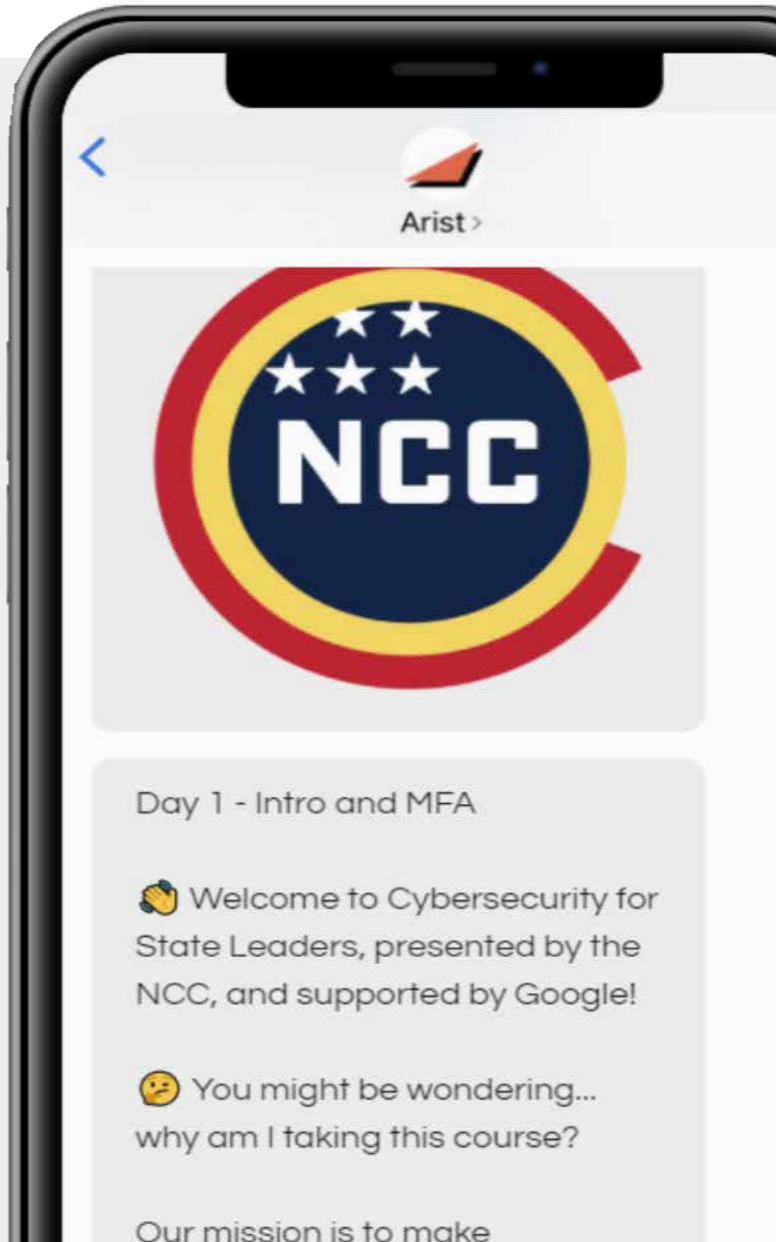 Arist >
NCC
Day 1 - Intro and MFA
👏 Welcome to Cybersecurity for
State Leaders, presented by the
NCC, and supported by Google!
🤔 You might be wondering...
why am I taking this course?
Our mission is to make